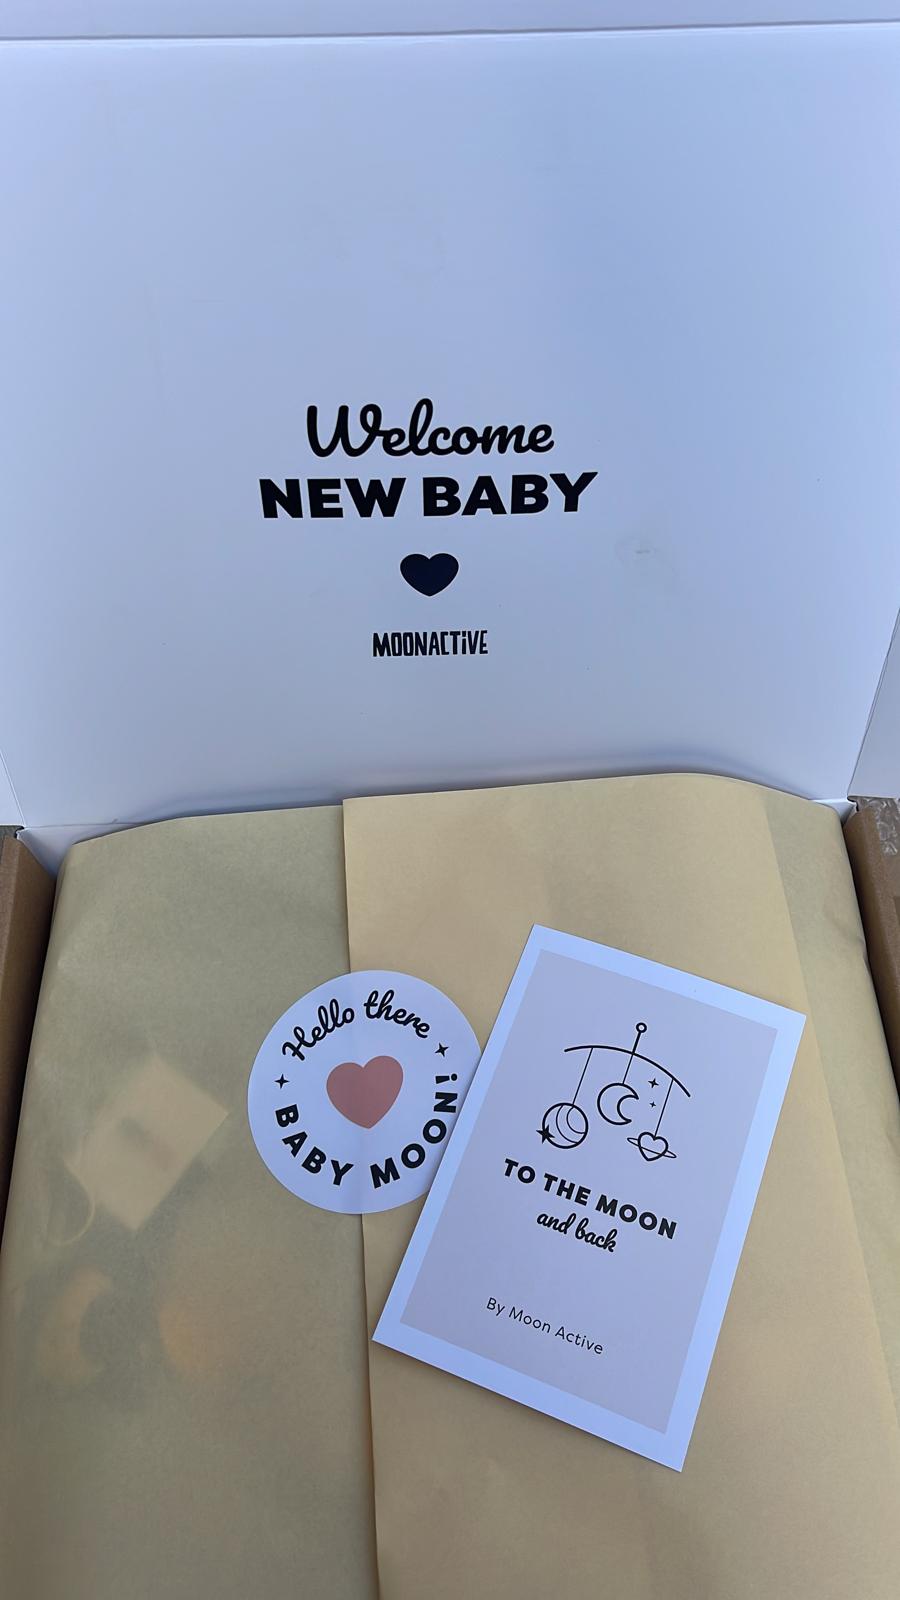 Welcome
NEW BABY
MOONACTiVE
Hello there
BABY MOON!
TO THE MOON
and back
By Moon Active